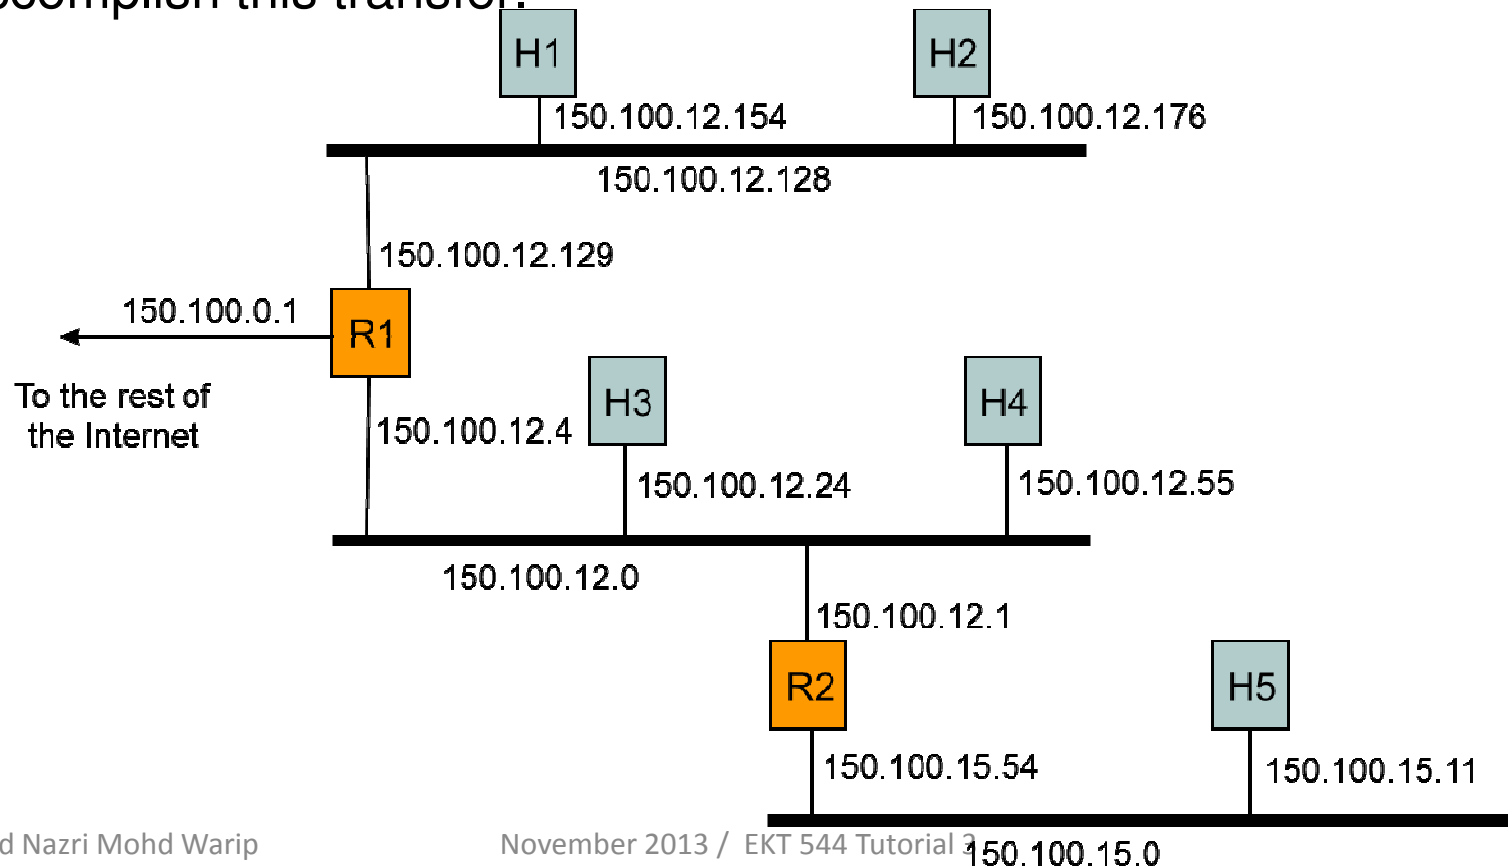 this transfer.
H1
H2
150.100.12.154
150.100.12.176
150.100.12.128
150.100.12.129
150.100.0.1
R1
To the rest of
the Internet
H3
H4
150.100.12.4
150.100.12.24
150.100.12.55
150.100.12.0
150.100.12.1
R2
H5
150.100.15.54
150.100.15.11
d Nazri Mohd Warip
November 2013 / EKT 544 Tutorial 3
150.100.15.0